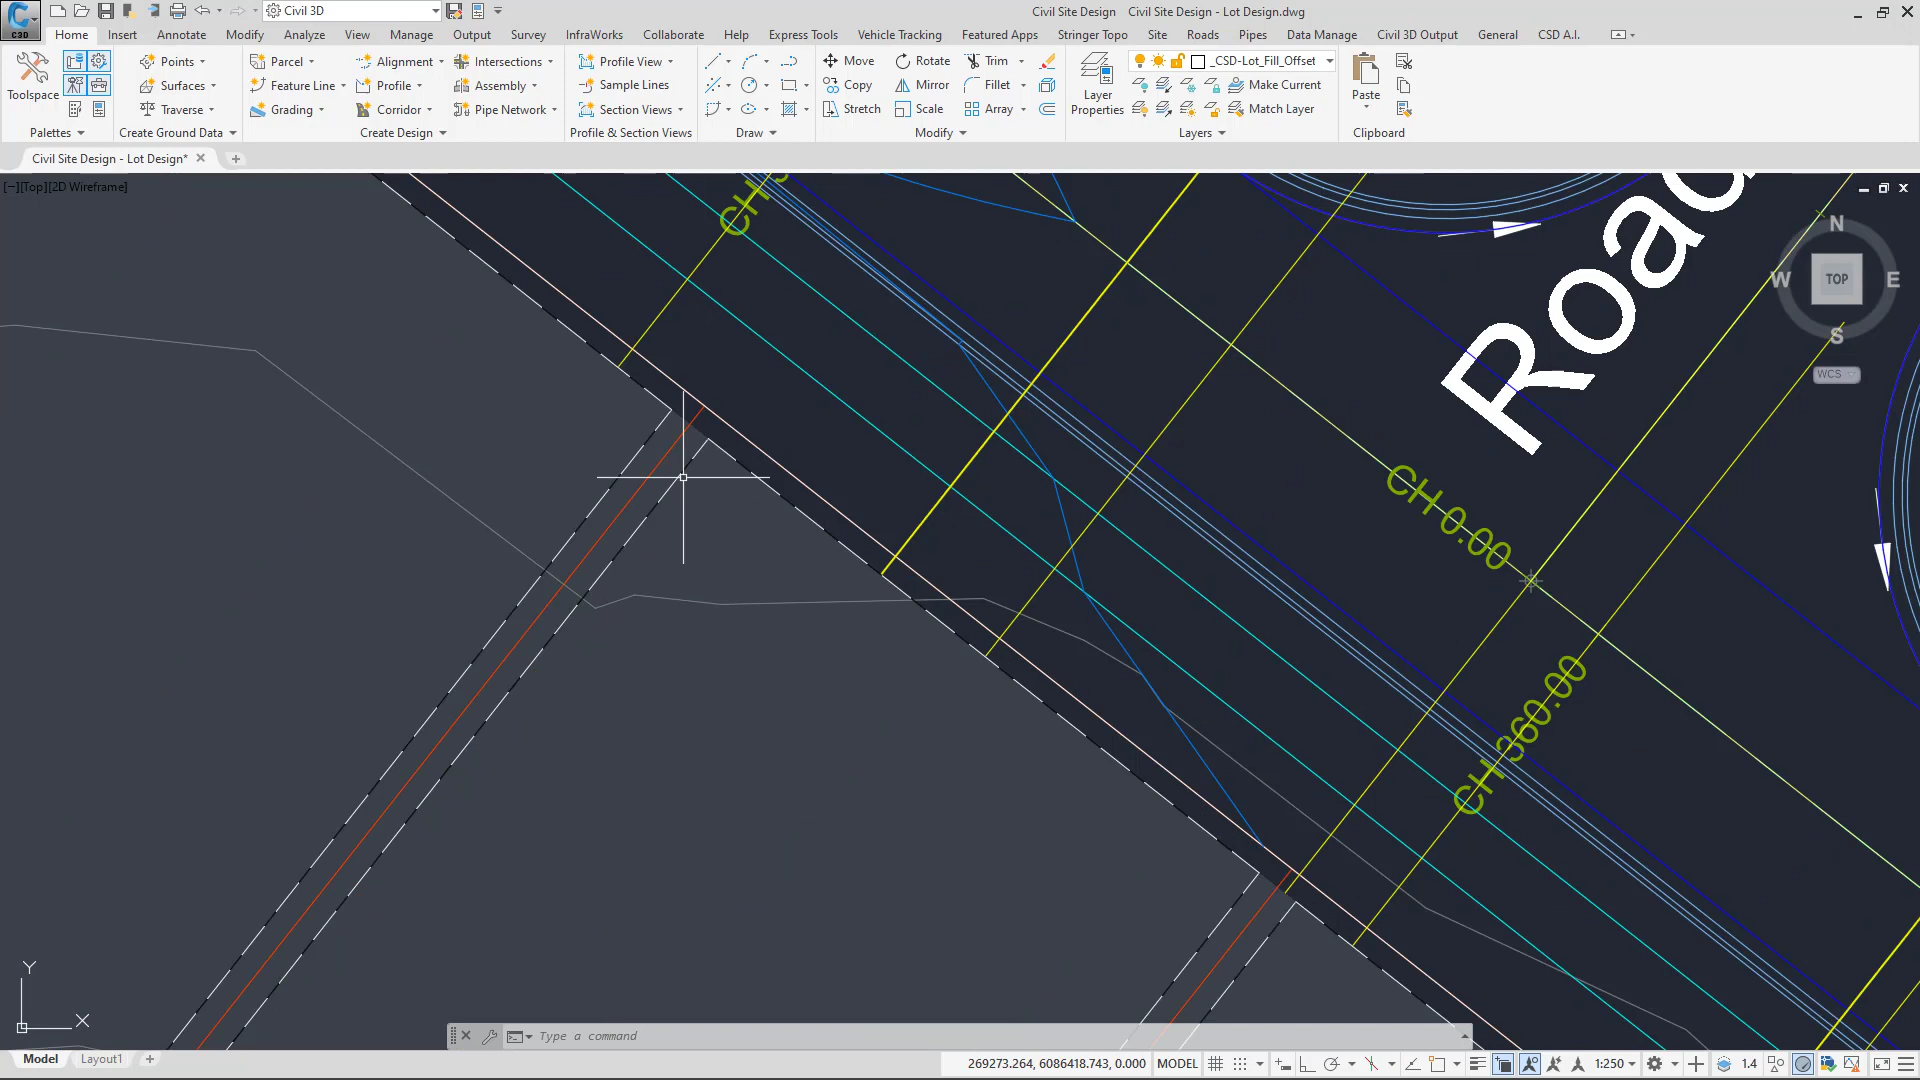 Civil 3D
Civil Site Design Civil Site Design - Lot Design.dwg
C3D
Home Insert Annotate Modify Analyze View Manage Output Survey InfraWorks Collaborate Help Express Tools Vehicle Tracking Featured Apps Stringer Topo Site Roads Pipes Data Manage Civil 3D Output General CSD A.I.
Toolspace
Points
Surfaces
Traverse
Parcel
Feature Line
Grading
Alignment
Profile
Corridor
Intersections
Assembly
Pipe Network
Profile View
Sample Lines
Section Views
Move
Copy
Stretch
Rotate
Mirror
Scale
Trim
Fillet
Array
Layer
Properties
_CSD-Lot_Fill_Offset
Make Current
Match Layer
Paste
Palettes Create Ground Data Create Design Profile & Section Views Draw Modify Layers Clipboard
Civil Site Design - Lot Design*
[−][Top][2D Wireframe]
Road
CH 0.00
CH 360.00
N
W TOP E
S
WCS
Y
X
Type a command
Model Layout1
269273.264, 6086418.743, 0.000 MODEL 1:250 1.4